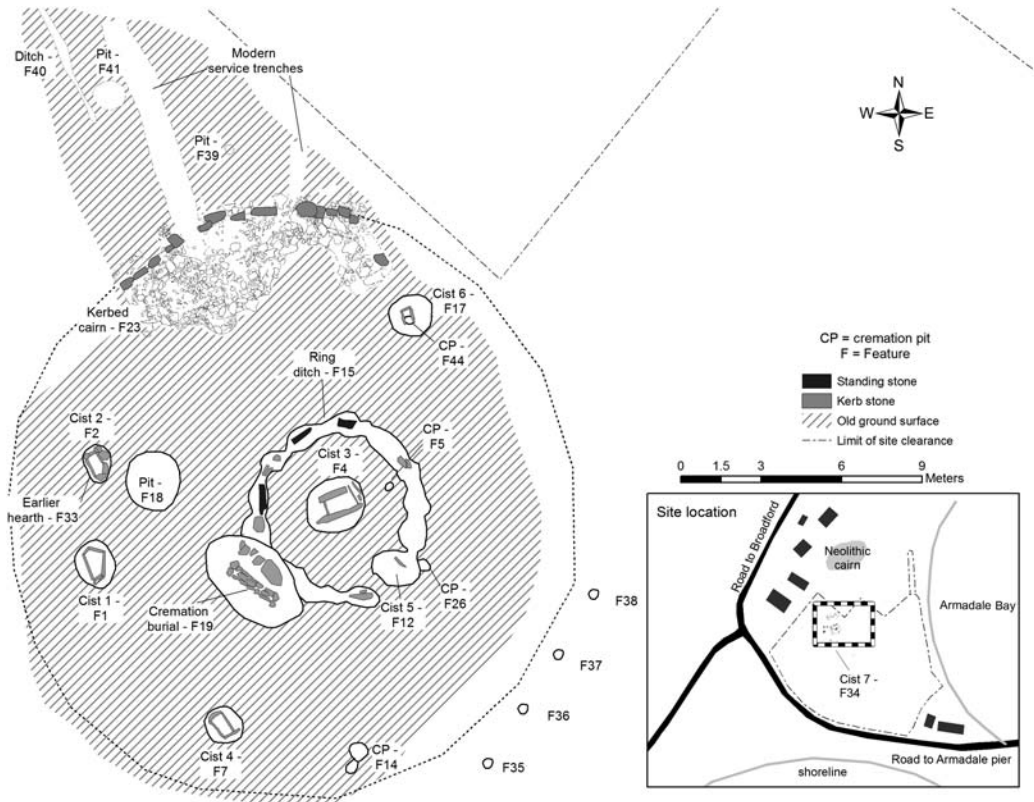 Ditch -
F40
Pit -
F41
Modern
service trenches
Pit -
F39
N
W
E
S
Kerbed
cairn - F23
Cist 6 -
F17
CP -
F44
Ring
ditch - F15
CP -
F5
Cist 2 -
F2
Cist 3 -
F4
Pit -
F18
Earlier
hearth - F33
Cist 1 -
F1
Cremation
burial - F19
Cist 5 -
F12
CP -
F26
F38
F37
F36
F35
Cist 4 -
F7
CP -
F14
CP = cremation pit
F = Feature
Standing stone
Kerb stone
Old ground surface
Limit of site clearance
0 1.5 3 6 9
Meters
Site location
Road to Broadford
Neolithic
cairn
Armadale Bay
Cist 7 -
F34
Road to Armadale pier
shoreline